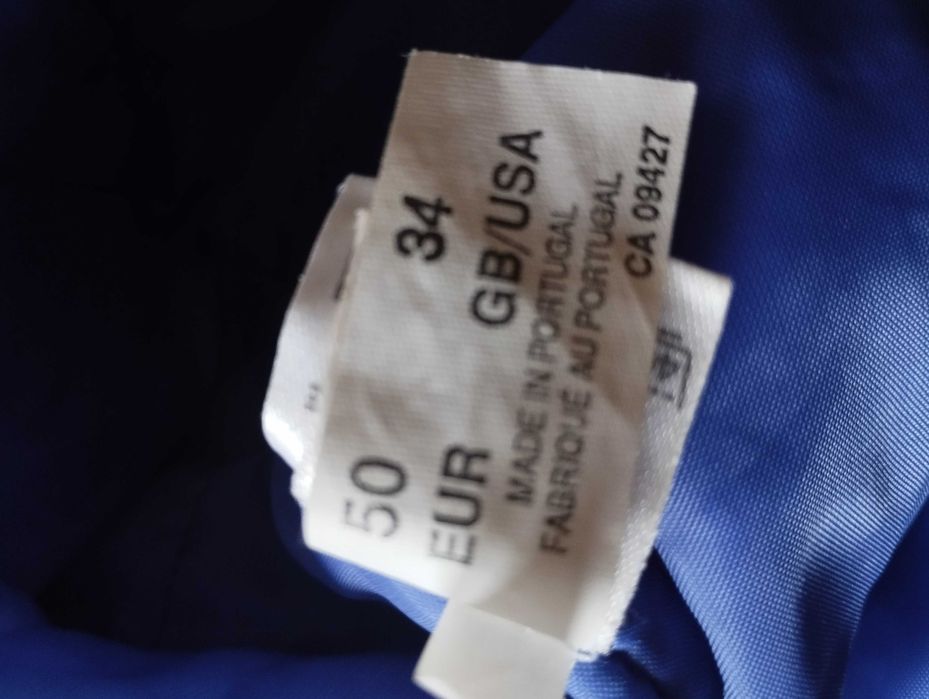 50 34
EUR GB/USA
MADE IN PORTUGAL
FABRIQUÉ AU PORTUGAL
CA 09427